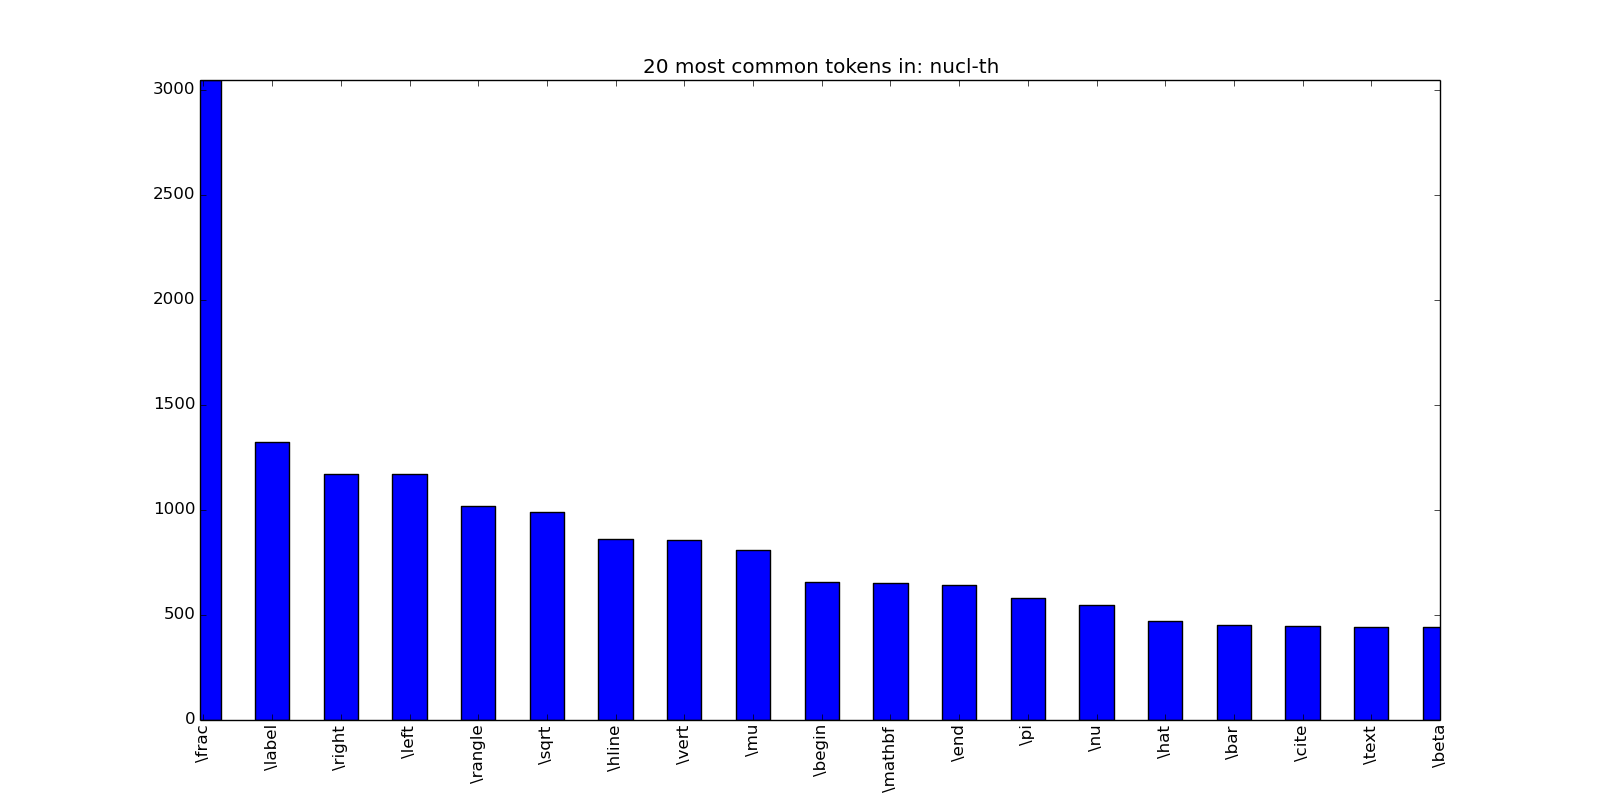 20 most common tokens in: nucl-th
3000
2500
2000
1500
1000
500
0
\frac
\label
\right
\left
\rangle
\sqrt
\hline
\vert
\mu
\begin
\mathbf
\end
\pi
\nu
\hat
\bar
\cite
\text
\beta